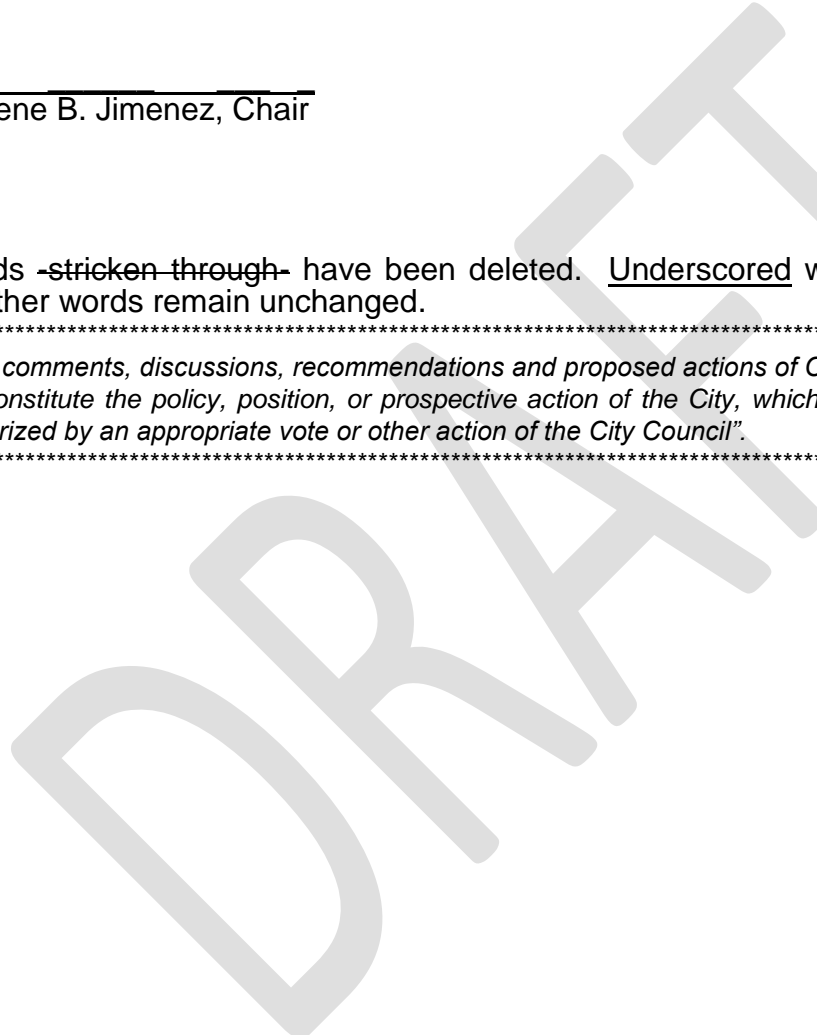 ene B. Jimenez, Chair
ds -stricken through- have been deleted. Underscored w
ther words remain unchanged.
comments, discussions, recommendations and proposed actions of C
onstitute the policy, position, or prospective action of the City, which
rized by an appropriate vote or other action of the City Council”.
DRAFT